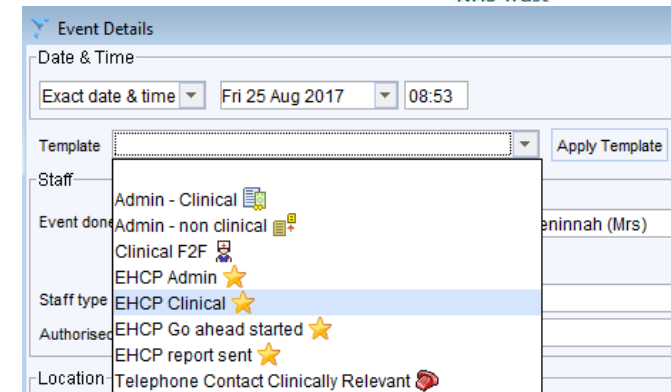 NHS Trust
Event Details
Date & Time
Exact date & time Fri 25 Aug 2017 08:53
Template Apply Template
Staff
Admin - Clinical
Event done Admin - non clinical eninnah (Mrs)
Clinical F2F
EHCP Admin
Staff type EHCP Clinical
Authorised EHCP Go ahead started
EHCP report sent
Location Telephone Contact Clinically Relevant